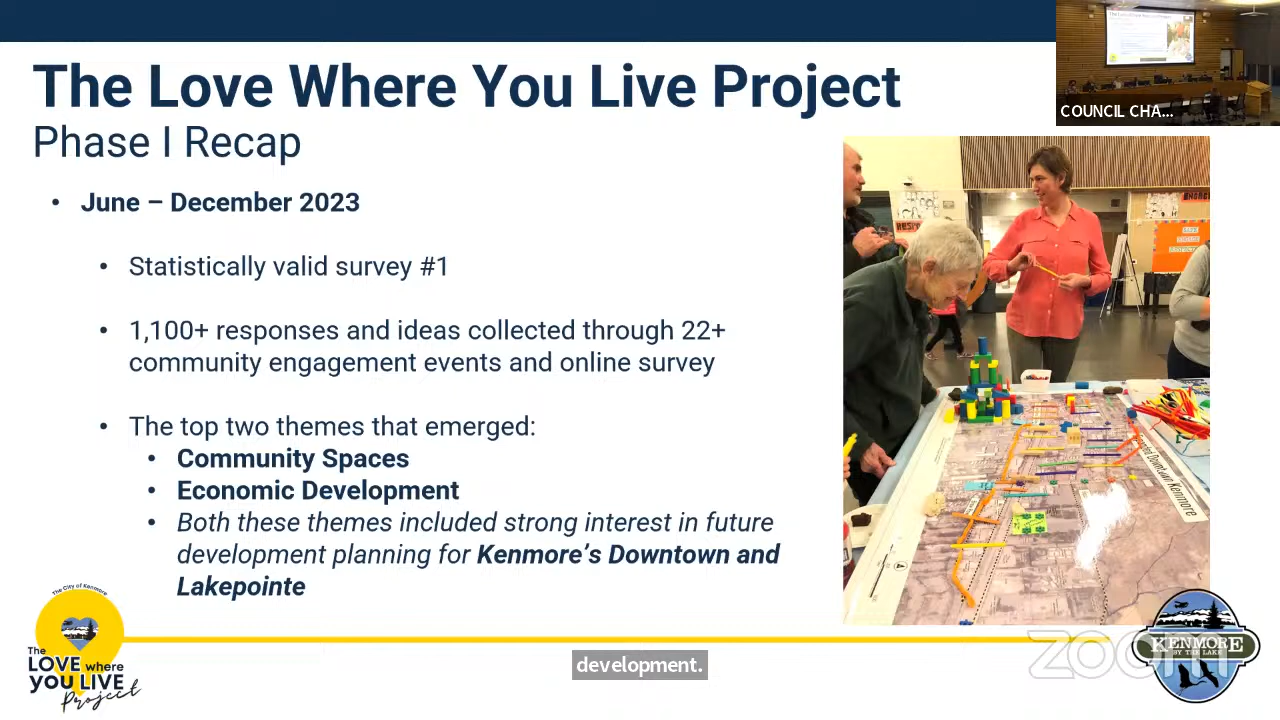 The Love Where You Live Project
Phase I Recap
• June – December 2023
• Statistically valid survey #1
• 1,100+ responses and ideas collected through 22+
community engagement events and online survey
• The top two themes that emerged:
• Community Spaces
• Economic Development
• Both these themes included strong interest in future
development planning for Kenmore's Downtown and
Lakepointe
COUNCIL CHA...
Downtown Kenmore
The City of Kenmore
The
LOVE where
YOU LIVE
Project
development.
zoom
KENMORE
BY THE LAKE